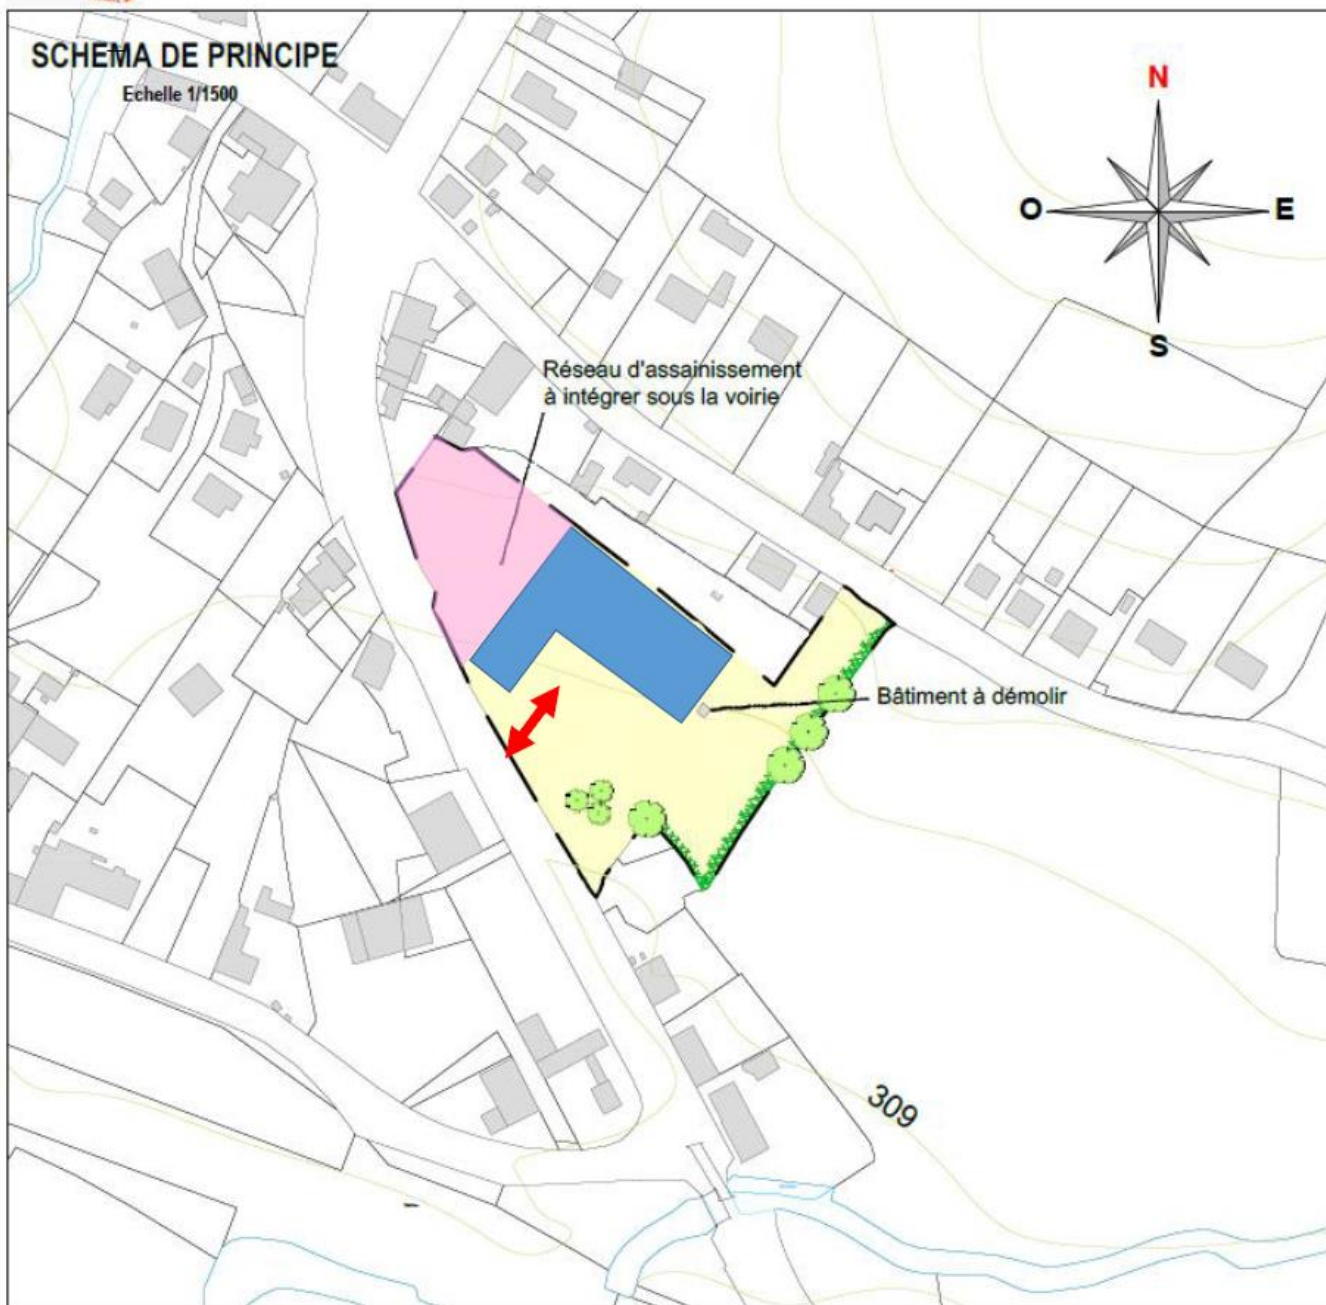 SCHEMA DE PRINCIPE
Echelle 1/1500
N
O
E
S
Réseau d'assainissement
à intégrer sous la voirie
Bâtiment à démolir
309